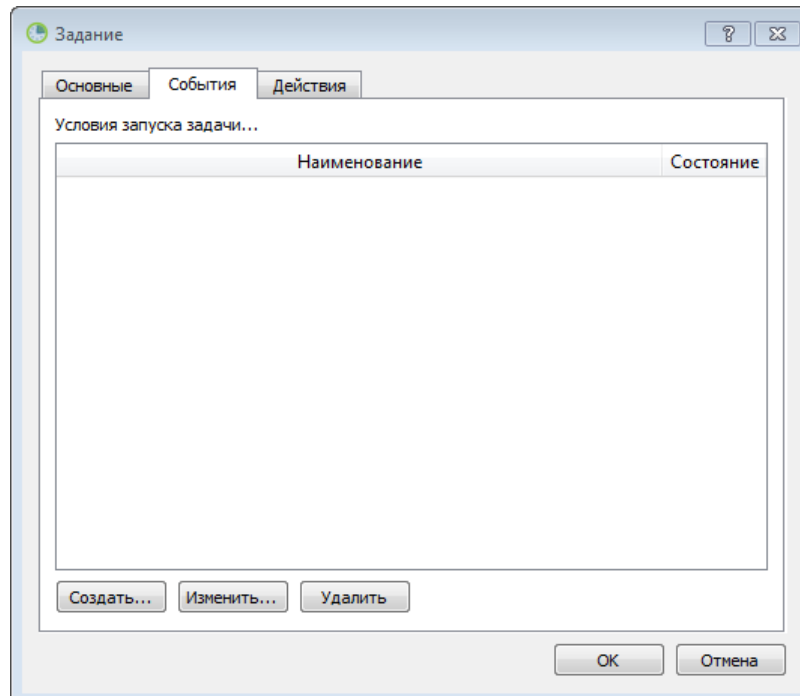 Задание
Основные События Действия
Условия запуска задачи...
Наименование Состояние
Создать... Изменить... Удалить
OK Отмена